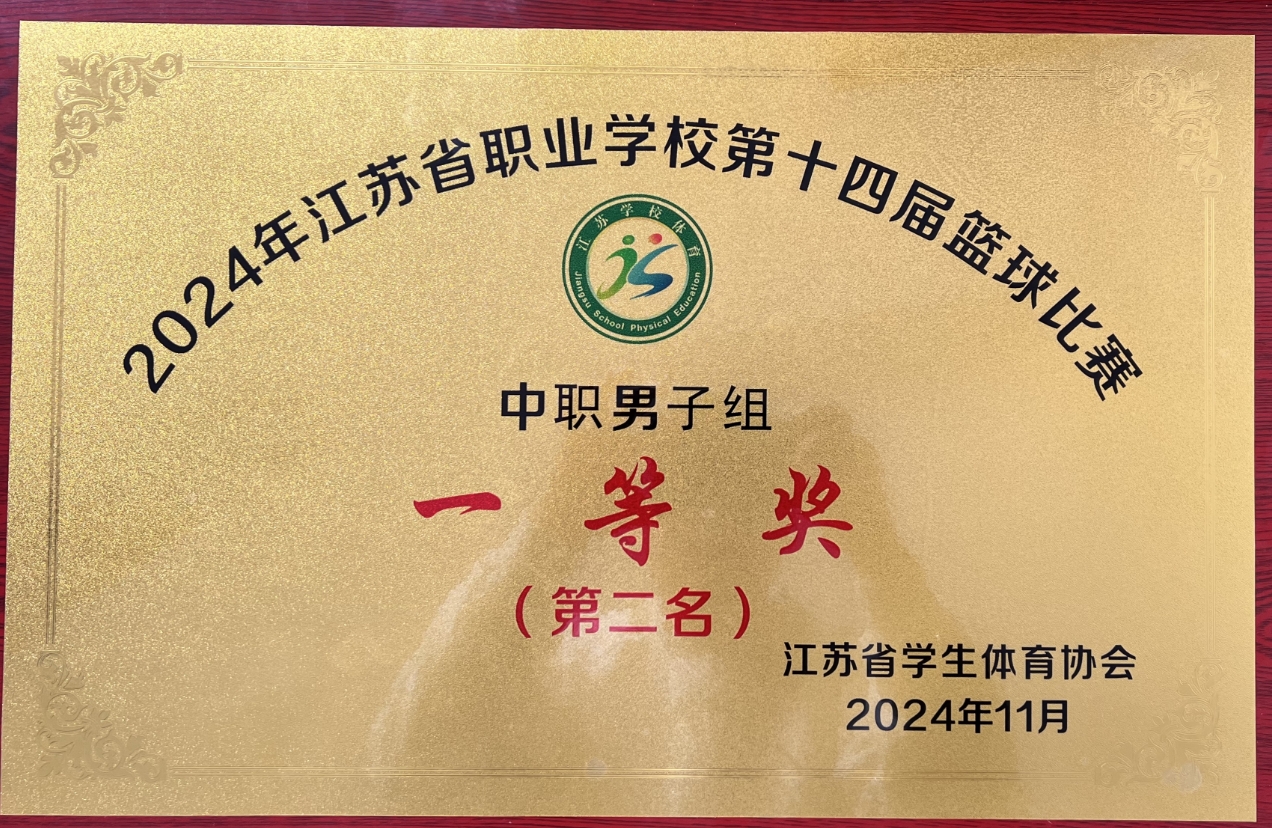 2024年江苏省职业学校第十四届篮球比赛
江苏学校体育
Jiangsu School Physical Education
中职男子组
一等奖
（第二名）
江苏省学生体育协会
2024年11月